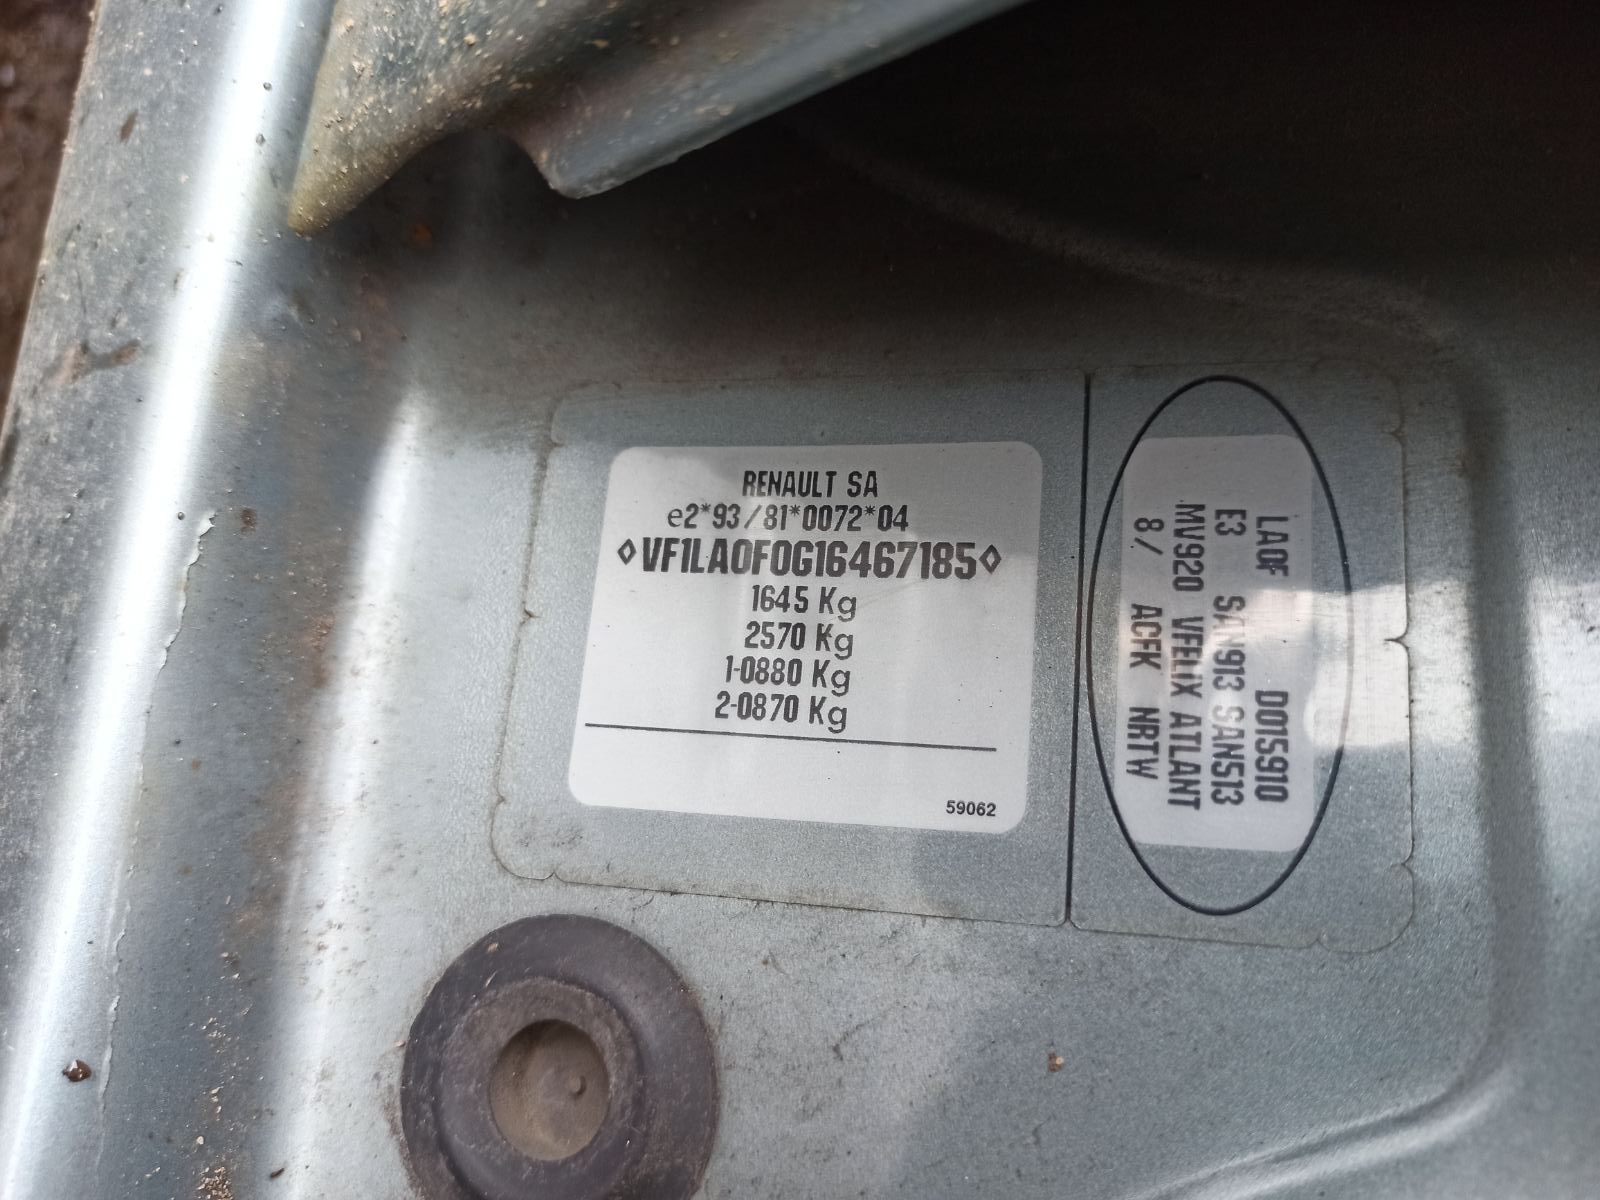 RENAULT SA
e2*93/81*0072*04
◊VF1LA0F0G16467185◊
1645 Kg
2570 Kg
1-0880 Kg
2-0870 Kg
59062
LA0F D01S910
E3 SAN913 SAN513
MV920 VFELIX ATLANT
8/ ACFK NRTW